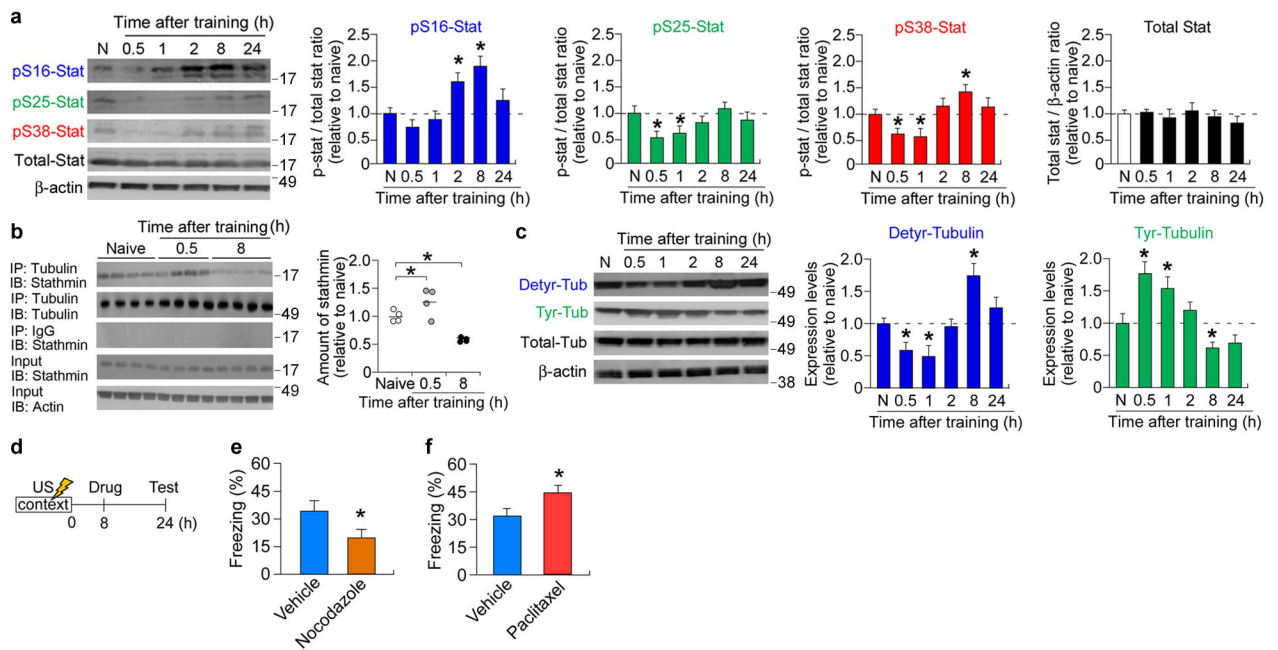 a
Time after training (h)
N 0.5 1 2 8 24
pS16-Stat
-17
pS25-Stat
-17
pS38-Stat
-17
Total-Stat
-17
-49
β-actin
pS16-Stat
p-stat / total stat ratio
(relative to naive)
2.5
2.0
1.5
1.0
0.5
0
* *
N 0.5 1 2 8 24
Time after training (h)
pS25-Stat
p-stat / total stat ratio
(relative to naive)
2.5
2.0
1.5
1.0
0.5
0
* *
N 0.5 1 2 8 24
Time after training (h)
pS38-Stat
p-stat / total stat ratio
(relative to naive)
2.5
2.0
1.5
1.0
0.5
0
* * *
N 0.5 1 2 8 24
Time after training (h)
Total Stat
Total stat / β-actin ratio
(relative to naive)
2.5
2.0
1.5
1.0
0.5
0
N 0.5 1 2 8 24
Time after training (h)
b
Time after training (h)
Naive 0.5 8
IP: Tubulin
IB: Stathmin
-17
IP: Tubulin
IB: Tubulin
-49
IP: IgG
IB: Stathmin
-17
Input
IB: Stathmin
-17
Input
IB: Actin
49
Amount of stathmin
(relative to naive)
2.0
1.5
1.0
0.5
0
*
*
Naive 0.5 8
Time after training (h)
c
Time after training (h)
N 0.5 1 2 8 24
Detyr-Tub
-49
Tyr-Tub
-49
Total-Tub
-49
β-actin
-38
Detyr-Tubulin
Expression levels
(relative to naive)
2.0
1.5
1.0
0.5
0
* * *
N 0.5 1 2 8 24
Time after training (h)
Tyr-Tubulin
Expression levels
(relative to naive)
2.0
1.5
1.0
0.5
0
* * *
N 0.5 1 2 8 24
Time after training (h)
d
US Drug Test
context
0 8 24 (h)
e
Freezing (%)
60
45
30
15
0
*
Vehicle
Nocodazole
f
Freezing (%)
60
45
30
15
0
*
Vehicle
Paclitaxel